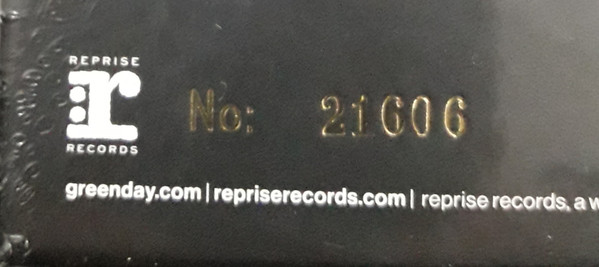 REPRISE
r
RECORDS
No: 21606
greenday.com | repriserecords.com | reprise records, a w